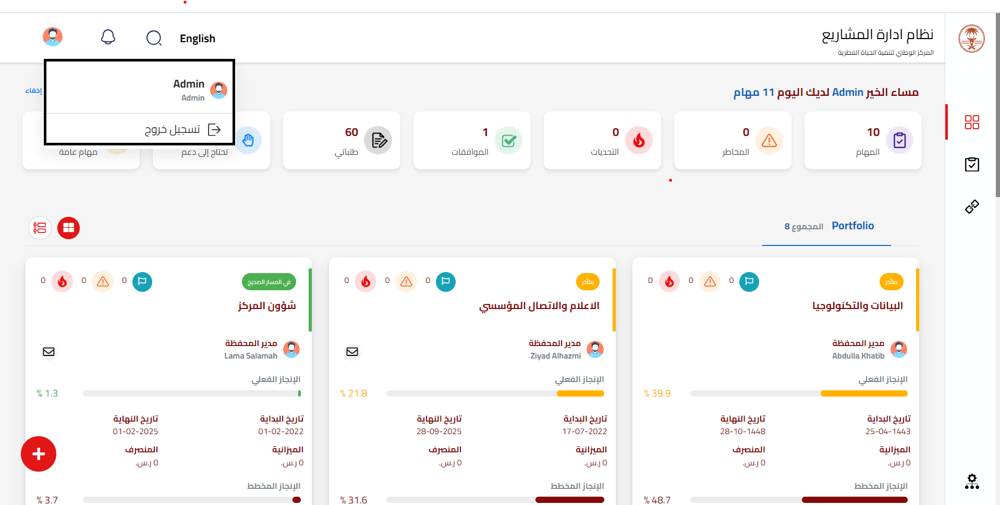 نظام ادارة المشاريع
المركز الوطني لتنمية الحياة الفطرية
English
Admin
Admin
تسجيل خروج
مساء الخير Admin لديك اليوم 11 مهام
إخفاء
10
المهام
0
المخاطر
0
التحديات
1
الموافقات
60
طلباتي
تحتاج إلى دعم
مهام عامة
Portfolio المجموع 8
متأخر
0
0
0
البيانات والتكنولوجيا
مدير المحفظة
Abdulla Khatib
الإنجاز الفعلي
% 39.9
تاريخ البداية
25-04-1443
تاريخ النهاية
28-10-1448
الميزانية
0 ر.س.
المنصرف
0 ر.س.
الإنجاز المخطط
% 48.7
متأخر
0
0
0
الاعلام والاتصال المؤسسي
مدير المحفظة
Ziyad Alhazmi
الإنجاز الفعلي
% 21.8
تاريخ البداية
17-07-2022
تاريخ النهاية
28-09-2025
الميزانية
0 ر.س.
المنصرف
0 ر.س.
الإنجاز المخطط
% 31.6
في المسار الصحيح
0
0
0
شؤون المركز
مدير المحفظة
Lama Salamah
الإنجاز الفعلي
% 1.3
تاريخ البداية
01-02-2022
تاريخ النهاية
01-02-2025
الميزانية
0 ر.س.
المنصرف
0 ر.س.
الإنجاز المخطط
% 3.7